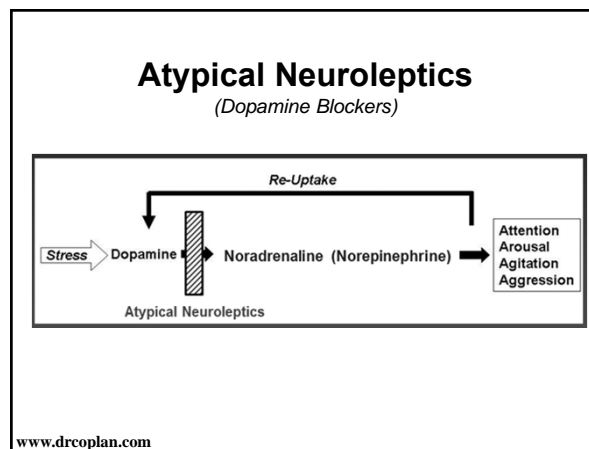 Atypical Neuroleptics
(Dopamine Blockers)
Re-Uptake
Stress
Dopamine
Noradrenaline (Norepinephrine)
Attention
Arousal
Agitation
Aggression
Atypical Neuroleptics
www.drcoplan.com